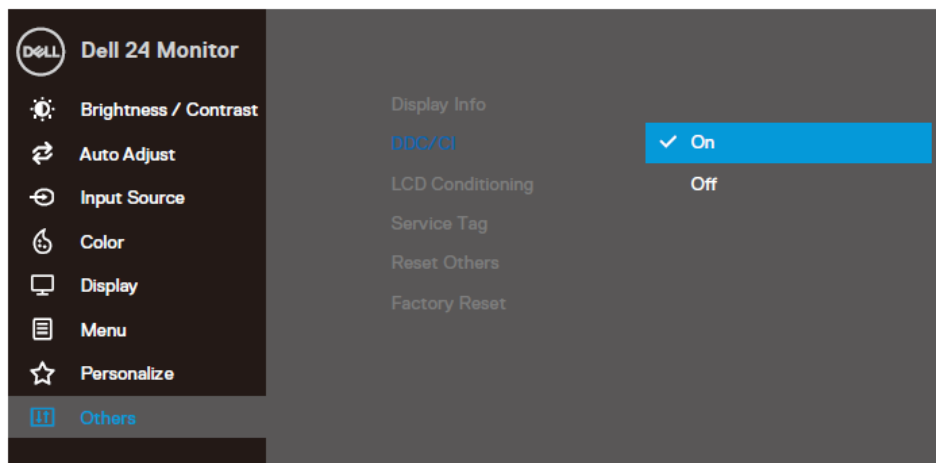 DELL Dell 24 Monitor
Brightness / Contrast
Auto Adjust
Input Source
Color
Display
Menu
Personalize
Others
Display Info
DDC/CI
LCD Conditioning
Service Tag
Reset Others
Factory Reset
On
Off